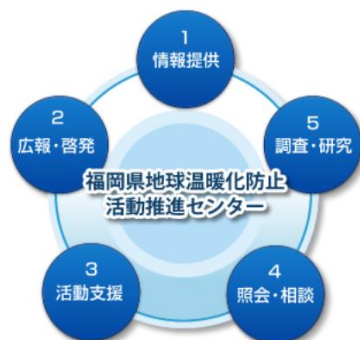 1
情報提供
2
広報・啓発
5
調査・研究
福岡県地球温暖化防止
活動推進センター
3
活動支援
4
照会・相談